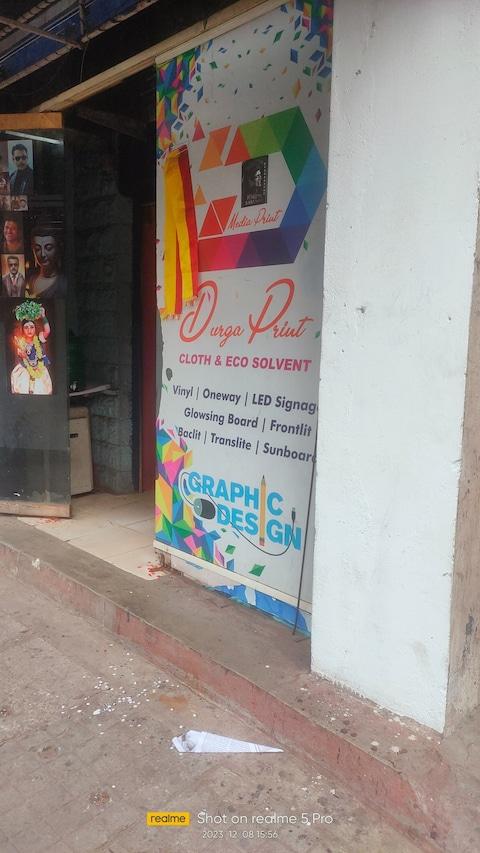 Media Print
Durga Print
CLOTH & ECO SOLVENT
Vinyl | Oneway | LED Signag
Glowsing Board | Frontlit
Baclit | Translite | Sunboard
GRAPHIC
DESIGN
realme Shot on realme 5 Pro
2023.12.08 15:56